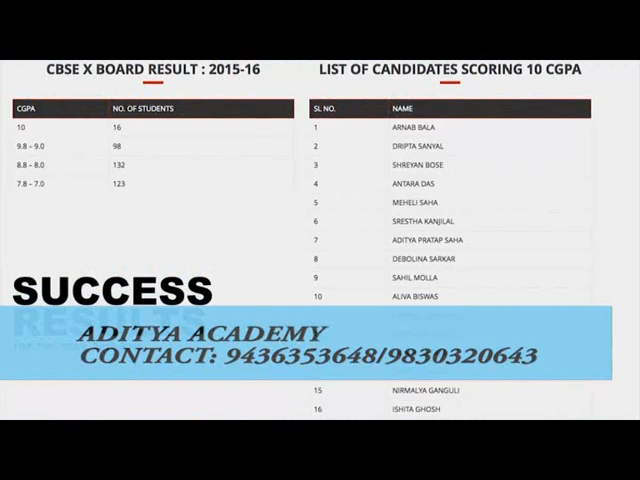 CBSE X BOARD RESULT : 2015-16
CGPA NO. OF STUDENTS
10 16
9.8 – 9.0 98
8.8 – 8.0 132
7.8 – 7.0 123
LIST OF CANDIDATES SCORING 10 CGPA
SL NO. NAME
1 ARNAB BALA
2 DRIPTA SANYAL
3 SHREYAN BOSE
4 ANTARA DAS
5 MEHELI SAHA
6 SRESTHA KANJILAL
7 ADITYA PRATAP SAHA
8 DEBOLINA SARKAR
9 SAHIL MOLLA
10 ALIVA BISWAS
15 NIRMALYA GANGULI
16 ISHITA GHOSH
SUCCESS
RESULTS
ADITYA ACADEMY
CONTACT: 9436353648/9830320643